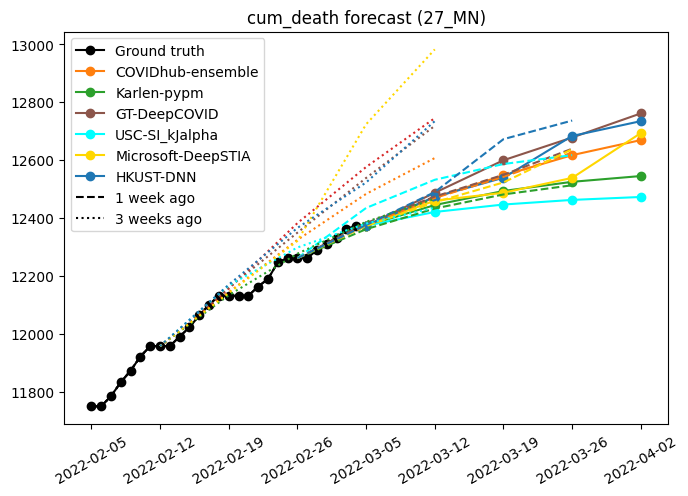 cum_death forecast (27_MN)
13000
12800
12600
12400
12200
12000
11800
Ground truth
COVIDhub-ensemble
Karlen-pypm
GT-DeepCOVID
USC-SI_kJalpha
Microsoft-DeepSTIA
HKUST-DNN
1 week ago
3 weeks ago
2022-02-05
2022-02-12
2022-02-19
2022-02-26
2022-03-05
2022-03-12
2022-03-19
2022-03-26
2022-04-02